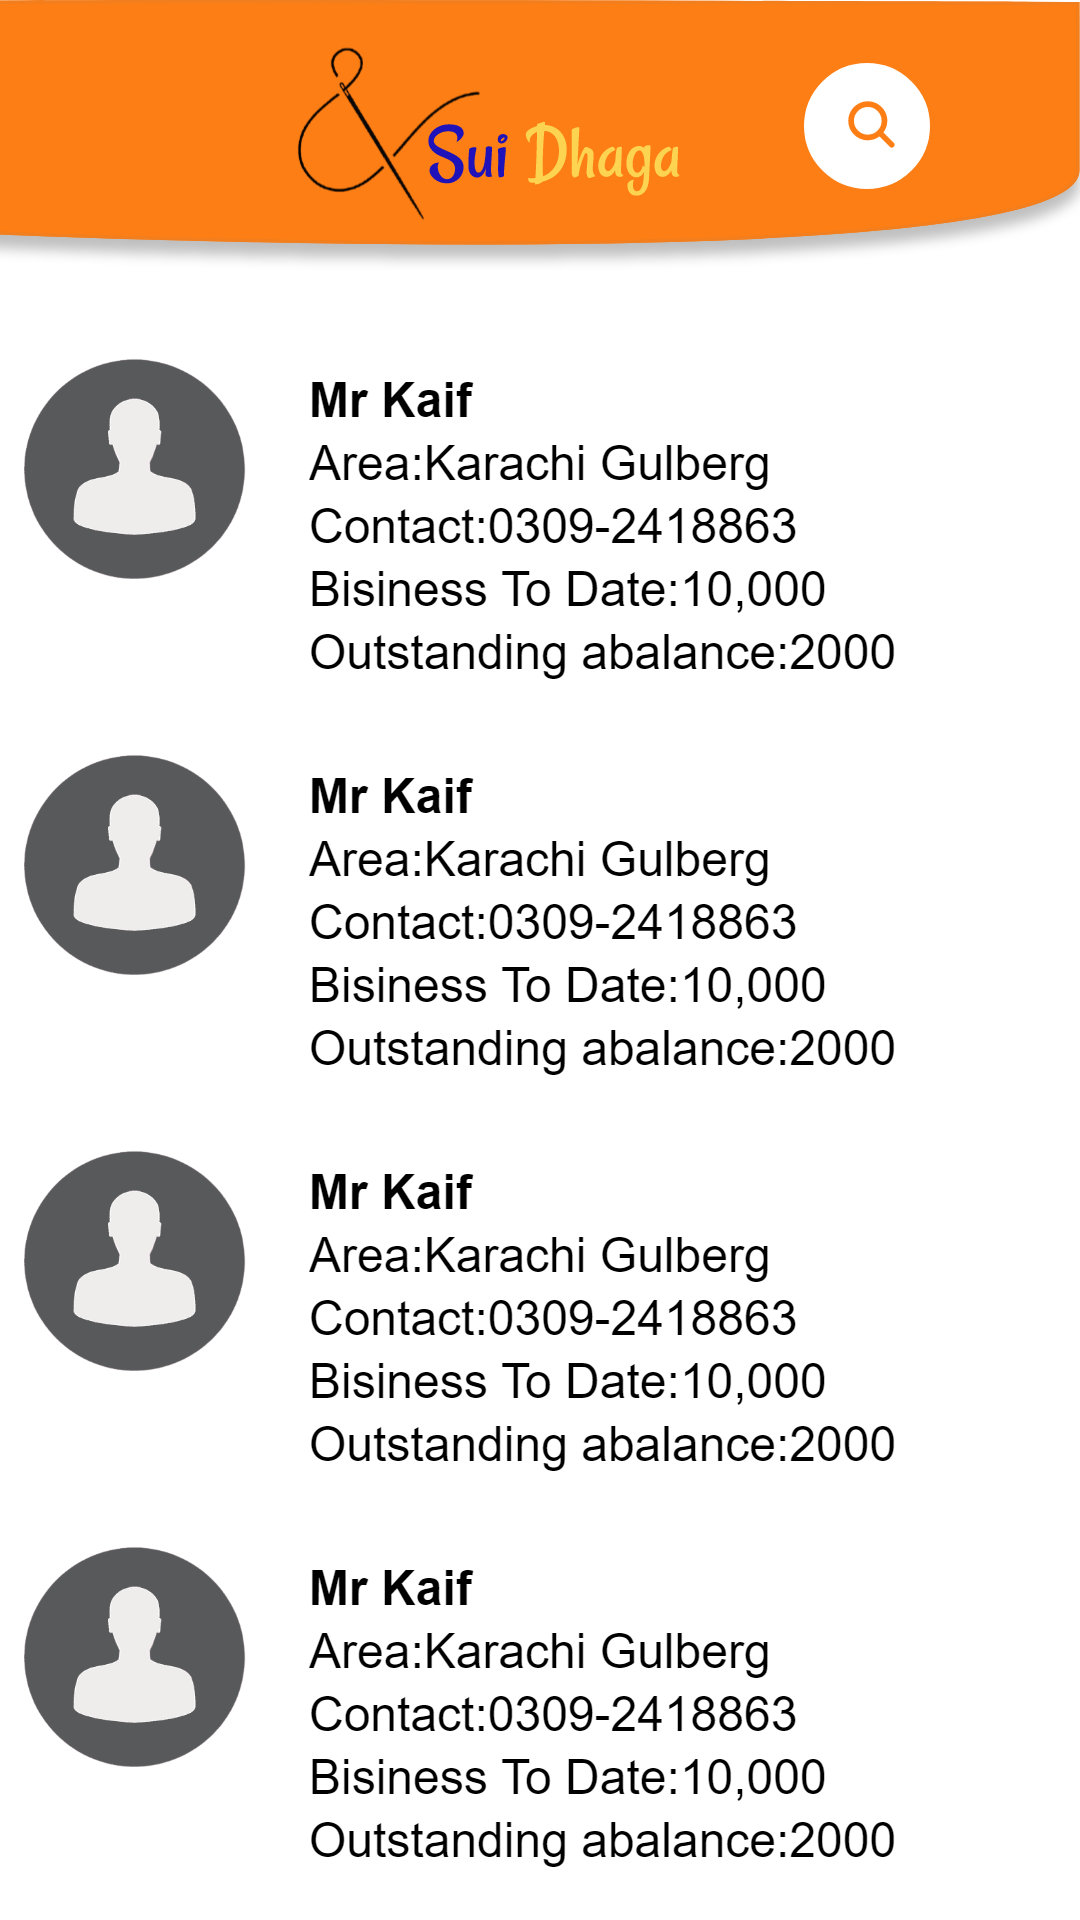 Sui Dhaga
Mr Kaif
Area:Karachi Gulberg
Contact:0309-2418863
Bisiness To Date:10,000
Outstanding abalance:2000
Mr Kaif
Area:Karachi Gulberg
Contact:0309-2418863
Bisiness To Date:10,000
Outstanding abalance:2000
Mr Kaif
Area:Karachi Gulberg
Contact:0309-2418863
Bisiness To Date:10,000
Outstanding abalance:2000
Mr Kaif
Area:Karachi Gulberg
Contact:0309-2418863
Bisiness To Date:10,000
Outstanding abalance:2000